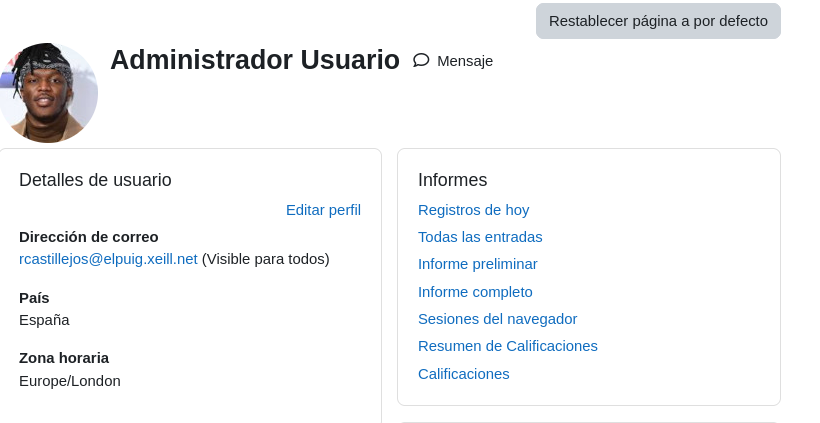 Restablecer página a por defecto
Administrador Usuario Mensaje
Detalles de usuario
Editar perfil
Dirección de correo
rcastillejos@elpuig.xeill.net (Visible para todos)
País
España
Zona horaria
Europe/London
Informes
Registros de hoy
Todas las entradas
Informe preliminar
Informe completo
Sesiones del navegador
Resumen de Calificaciones
Calificaciones